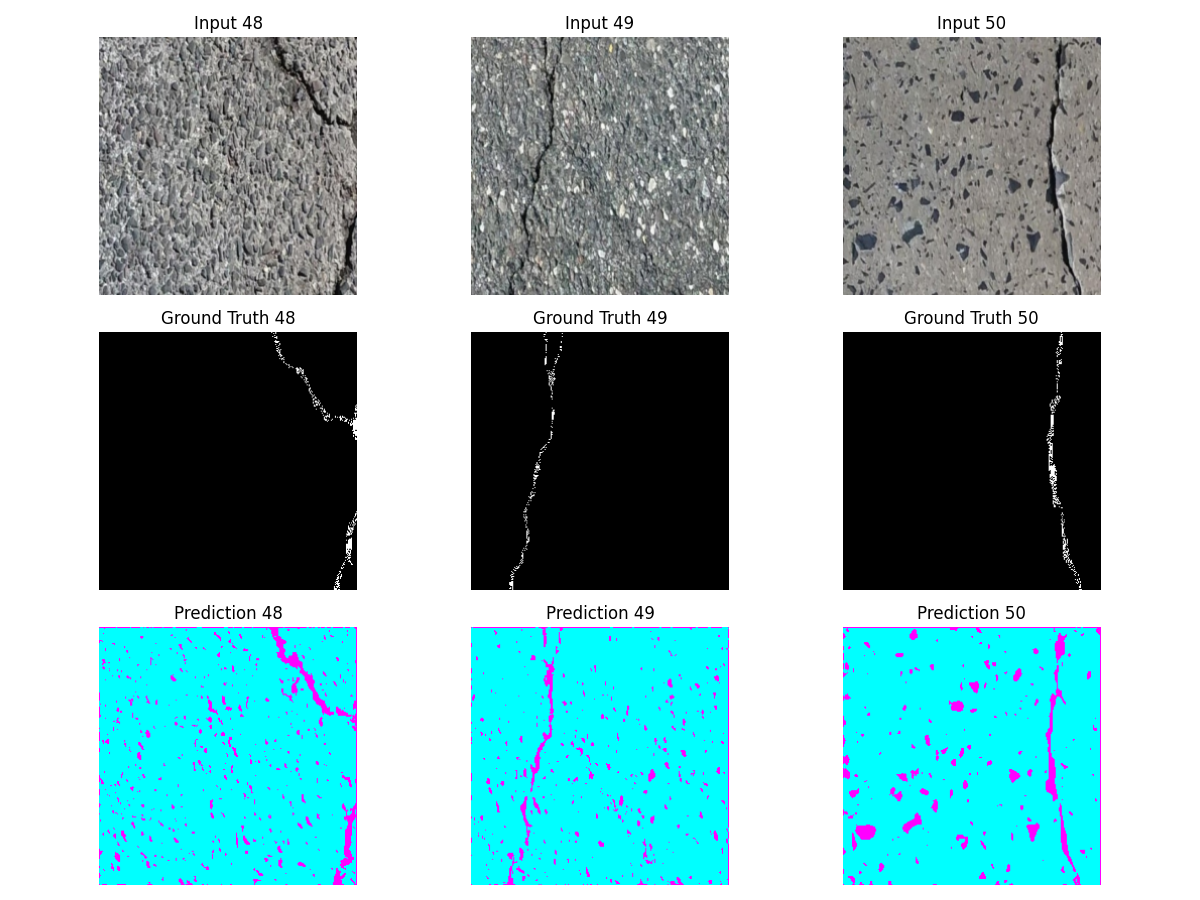 Input 48
Input 49
Input 50
Ground Truth 48
Ground Truth 49
Ground Truth 50
Prediction 48
Prediction 49
Prediction 50